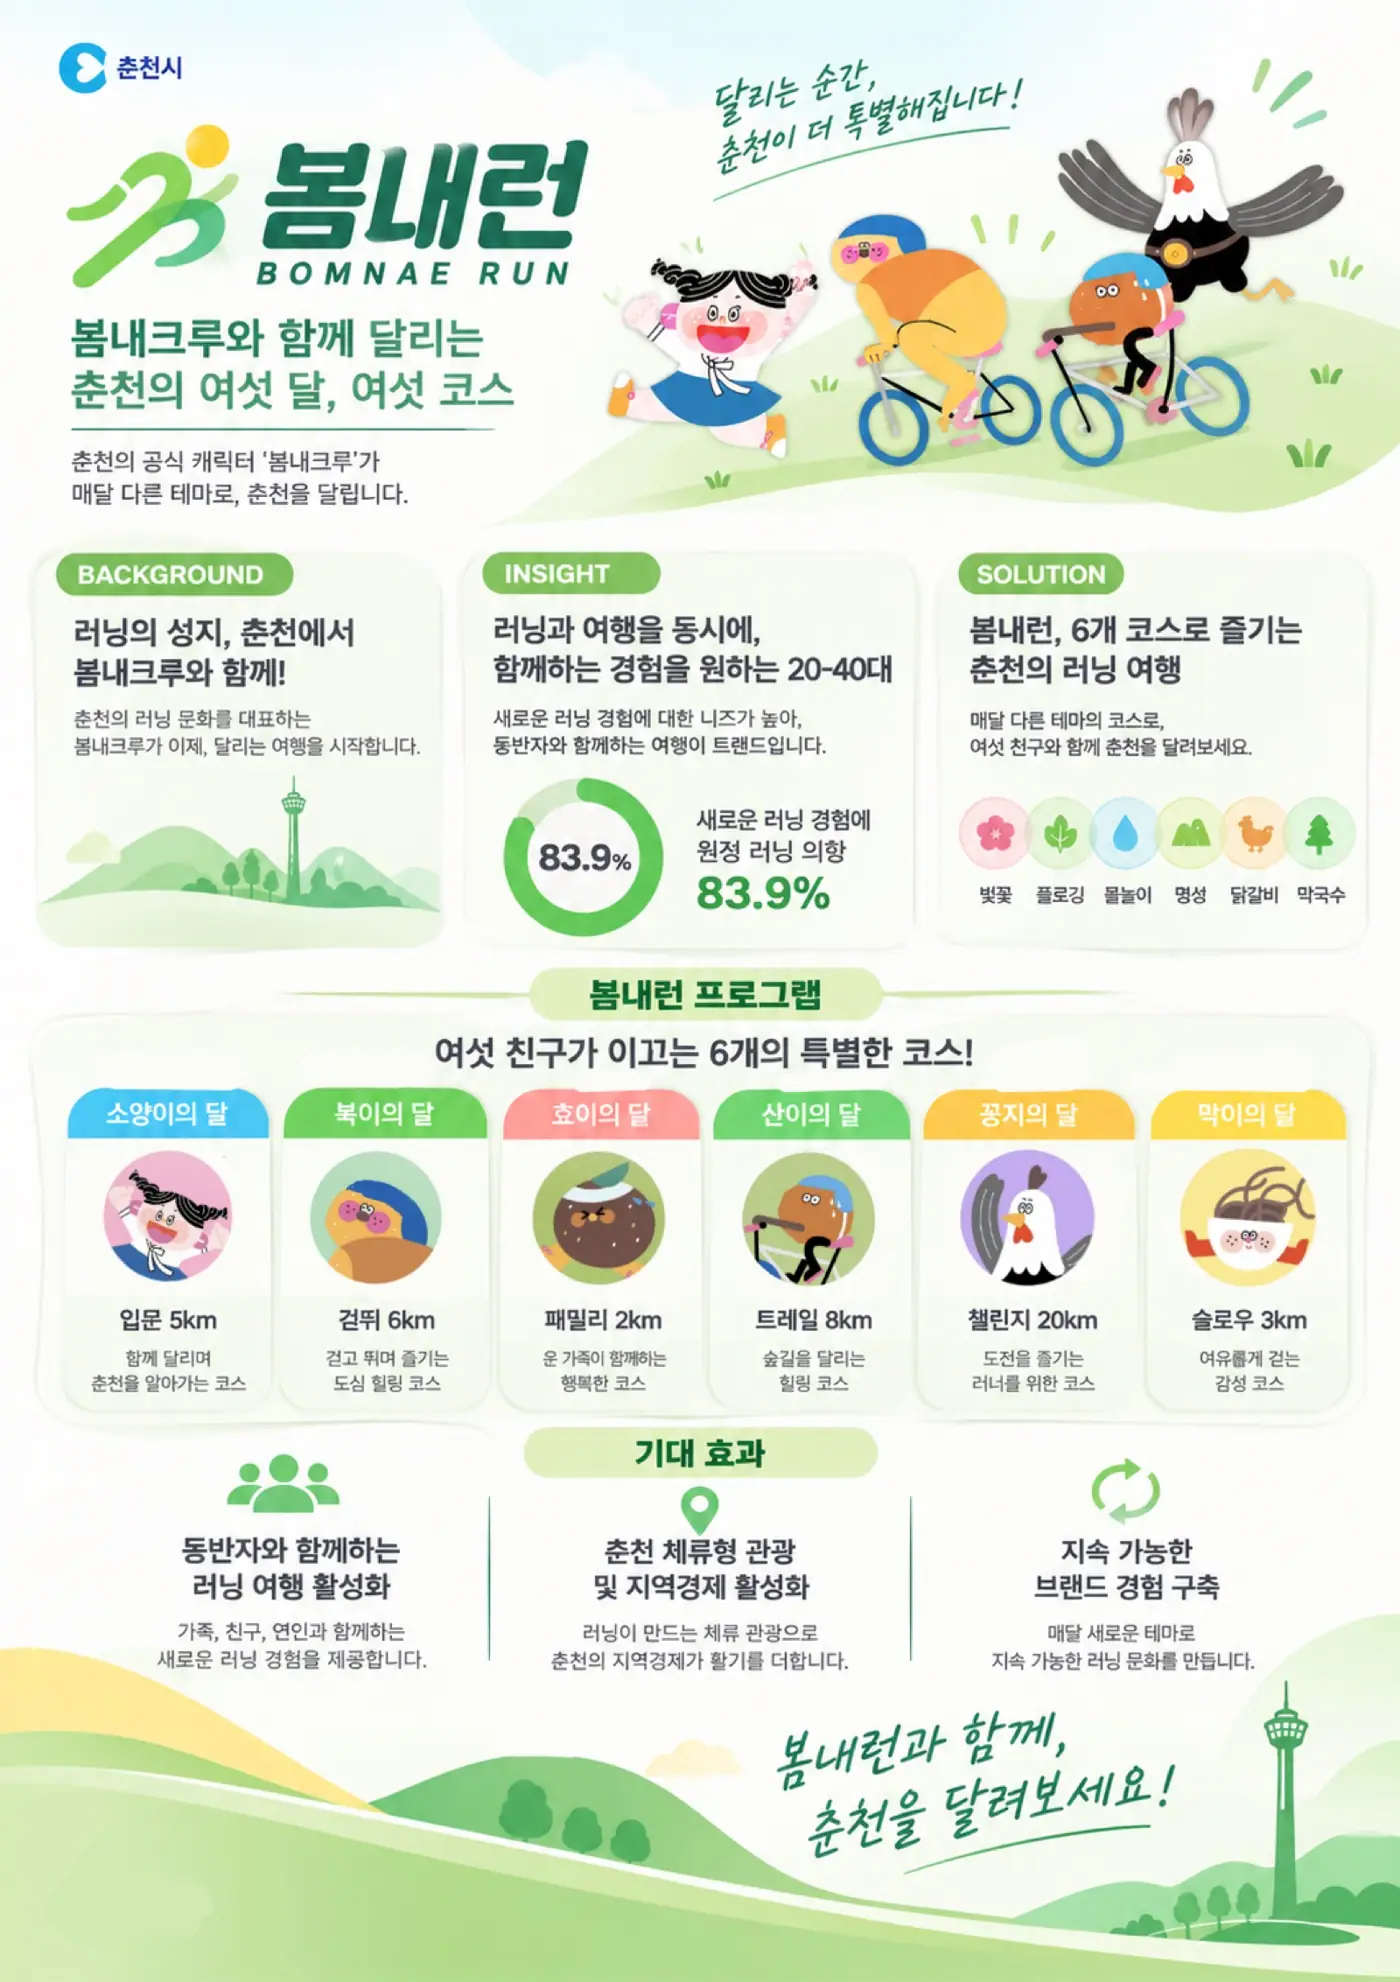 춘천시
달리는 순간,
춘천이 더 특별해집니다!
봄내런
BOMNAE RUN
봄내크루와 함께 달리는
춘천의 여섯 달, 여섯 코스
춘천의 공식 캐릭터 '봄내크루'가
매달 다른 테마로, 춘천을 달립니다.
BACKGROUND
러닝의 성지, 춘천에서
봄내크루와 함께!
춘천의 러닝 문화를 대표하는
봄내크루가 이제, 달리는 여행을 시작합니다.
INSIGHT
러닝과 여행을 동시에,
함께하는 경험을 원하는 20-40대
새로운 러닝 경험에 대한 니즈가 높아,
동반자와 함께하는 여행이 트랜드입니다.
83.9%
새로운 러닝 경험에
원정 러닝 의항
83.9%
SOLUTION
봄내런, 6개 코스로 즐기는
춘천의 러닝 여행
매달 다른 테마의 코스로,
여섯 친구와 함께 춘천을 달려보세요.
벚꽃 플로깅 몰놀이 명성 닭갈비 막국수
봄내런 프로그램
여섯 친구가 이끄는 6개의 특별한 코스!
소양이의 달
입문 5km
함께 달리며
춘천을 알아가는 코스
복이의 달
걷뛰 6km
걷고 뛰며 즐기는
도심 힐링 코스
효이의 달
패밀리 2km
운 가족이 함께하는
행복한 코스
산이의 달
트레일 8km
숲길을 달리는
힐링 코스
꽁지의 달
챌린지 20km
도전을 즐기는
러너를 위한 코스
막이의 달
슬로우 3km
여유롭게 걷는
감성 코스
기대 효과
동반자와 함께하는
러닝 여행 활성화
가족, 친구, 연인과 함께하는
새로운 러닝 경험을 제공합니다.
춘천 체류형 관광
및 지역경제 활성화
러닝이 만드는 체류 관광으로
춘천의 지역경제가 활기를 더합니다.
지속 가능한
브랜드 경험 구축
매달 새로운 테마로
지속 가능한 러닝 문화를 만듭니다.
봄내런과 함께,
춘천을 달려보세요!